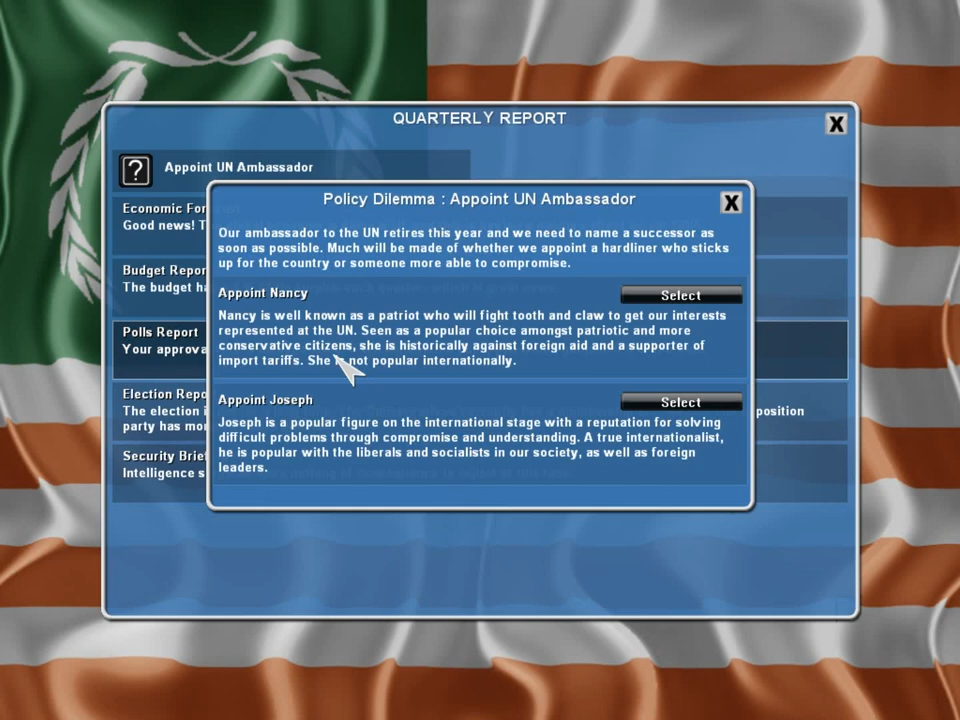 QUARTERLY REPORT
X
? Appoint UN Ambassador
Policy Dilemma : Appoint UN Ambassador
X
Our ambassador to the UN retires this year and we need to name a successor as
soon as possible. Much will be made of whether we appoint a hardliner who sticks
up for the country or someone more able to compromise.
Appoint Nancy
Select
Nancy is well known as a patriot who will fight tooth and claw to get our interests
represented at the UN. Seen as a popular choice amongst patriotic and more
conservative citizens, she is historically against foreign aid and a supporter of
import tariffs. She is not popular internationally.
Appoint Joseph
Select
Joseph is a popular figure on the international stage with a reputation for solving
difficult problems through compromise and understanding. A true internationalist,
he is popular with the liberals and socialists in our society, as well as foreign
leaders.
Economic For
Good news! T
Budget Repor
The budget ha
Polls Report
Your approva
Election Repo
The election i
position
party has mor
Security Brief
Intelligence s